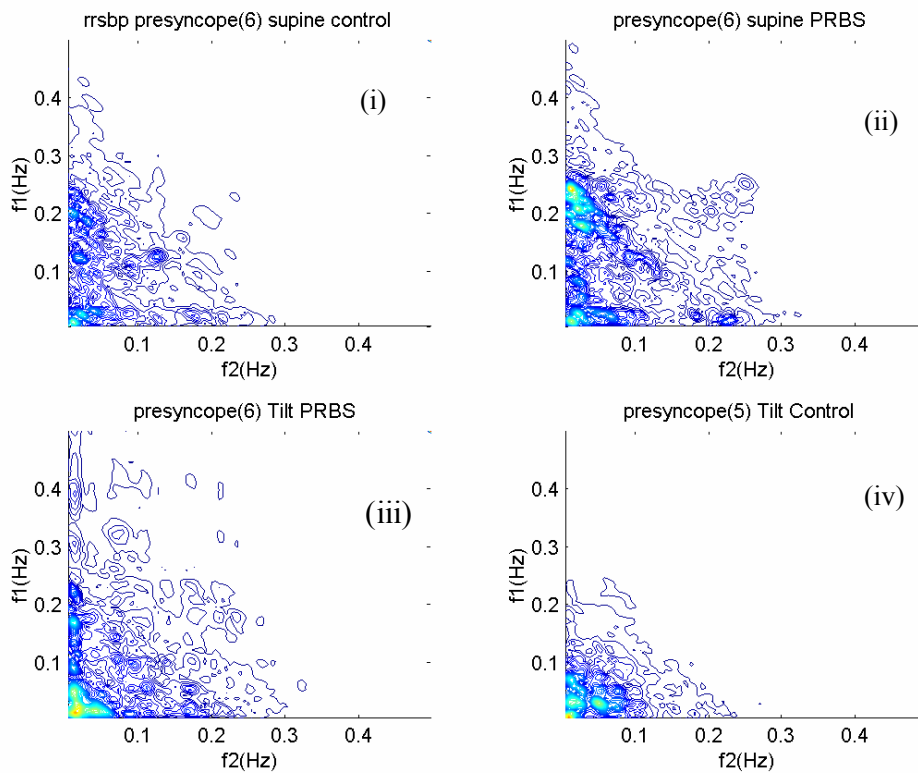 rrsbp presyncope(6) supine control
(i)
0.4
0.3
0.2
0.1
f1(Hz)
0.1 0.2 0.3 0.4
f2(Hz)
presyncope(6) supine PRBS
(ii)
0.4
0.3
0.2
0.1
f1(Hz)
0.1 0.2 0.3 0.4
f2(Hz)
presyncope(6) Tilt PRBS
(iii)
0.4
0.3
0.2
0.1
f1(Hz)
0.1 0.2 0.3 0.4
f2(Hz)
presyncope(5) Tilt Control
(iv)
0.4
0.3
0.2
0.1
f1(Hz)
0.1 0.2 0.3 0.4
f2(Hz)